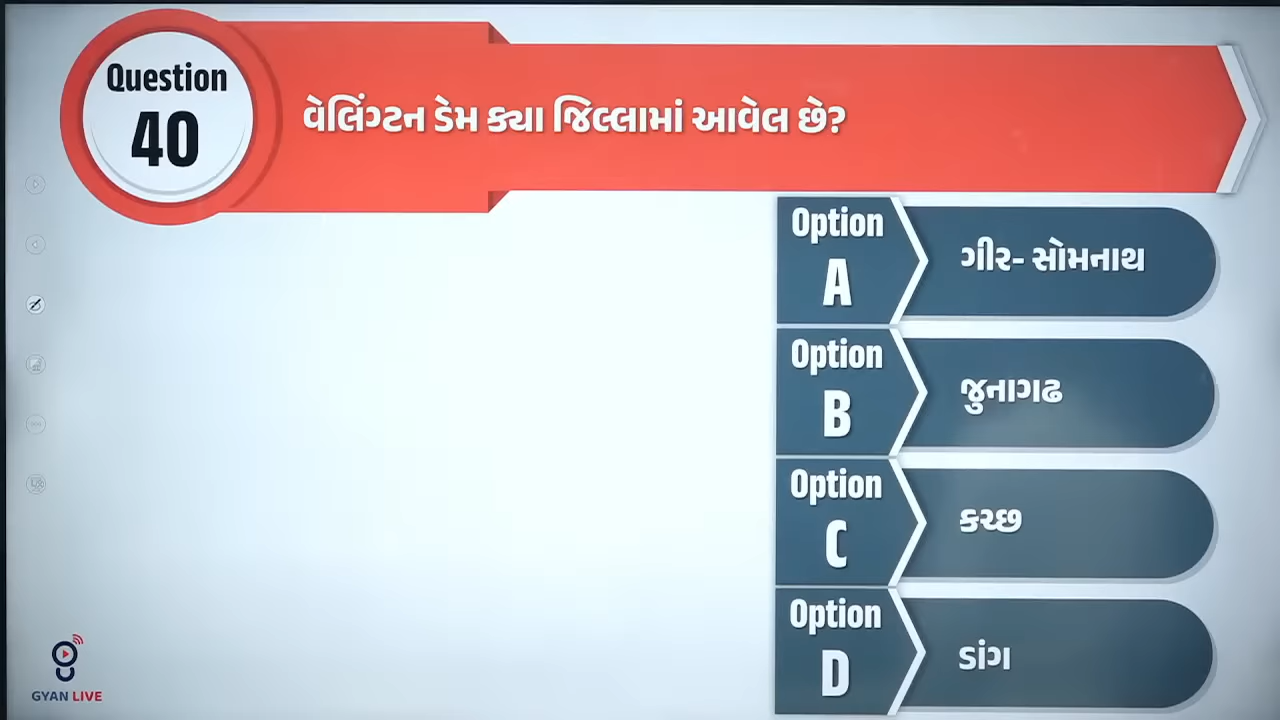 Question
40
વેલિંગ્ટન ડેમ ક્યા જિલ્લામાં આવેલ છે?
Option
A
ગીર- સોમનાથ
Option
B
જુનાગઢ
Option
C
કચ્છ
Option
D
ડાંગ
GYAN LIVE